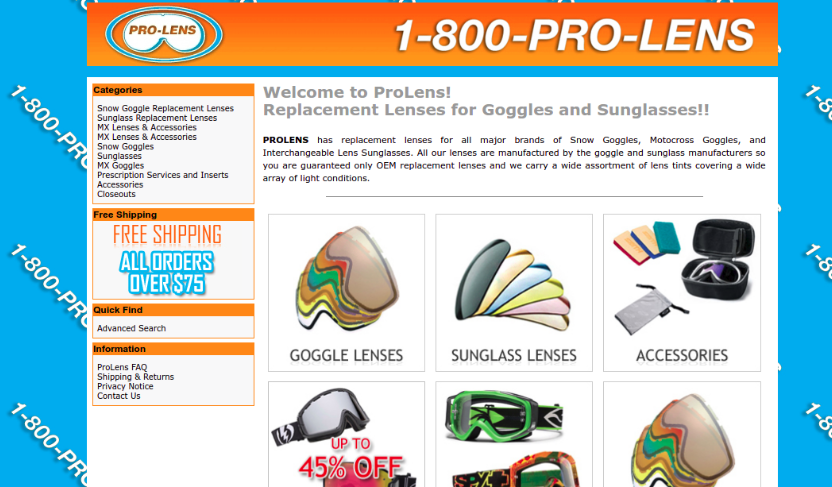 PRO-LENS
1-800-PRO-LENS
Categories
Snow Goggle Replacement Lenses
Sunglass Replacement Lenses
MX Lenses & Accessories
MX Lenses & Accessories
Snow Goggles
Sunglasses
MX Goggles
Prescription Services and Inserts
Accessories
Closeouts
Free Shipping
FREE SHIPPING
ALL ORDERS
OVER $75
Quick Find
Advanced Search
Information
ProLens FAQ
Shipping & Returns
Privacy Notice
Contact Us
Welcome to ProLens!
Replacement Lenses for Goggles and Sunglasses!!
PROLENS has replacement lenses for all major brands of Snow Goggles, Motocross Goggles, and
Interchangeable Lens Sunglasses. All our lenses are manufactured by the goggle and sunglass manufacturers so
you are guaranteed only OEM replacement lenses and we carry a wide assortment of lens tints covering a wide
array of light conditions.
GOGGLE LENSES
SUNGLASS LENSES
ACCESSORIES
UP TO
45% OFF
1-800-PRO
1-800-PRO
1-800-PRO